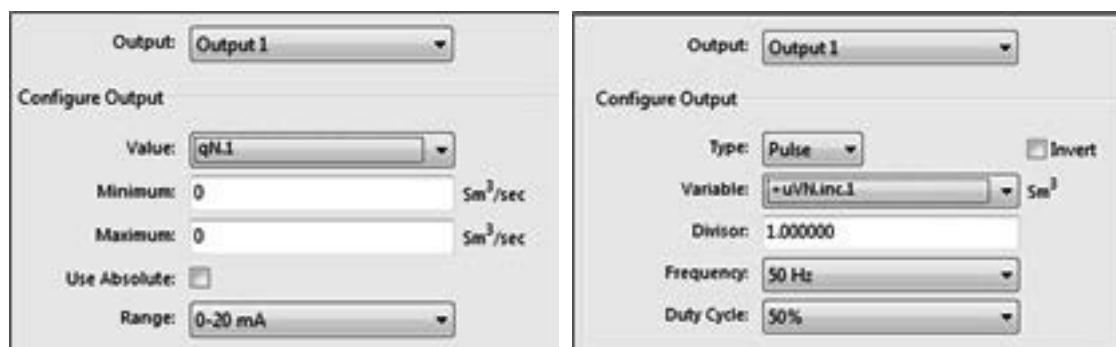 Output: Output 1
Configure Output
Value: qN.1
Minimum: 0 Sm³/sec
Maximum: 0 Sm³/sec
Use Absolute:
Range: 0-20 mA
Output: Output 1
Configure Output
Type: Pulse Invert
Variable: +uVN.inc.1 Sm³
Divisor: 1.000000
Frequency: 50 Hz
Duty Cycle: 50%